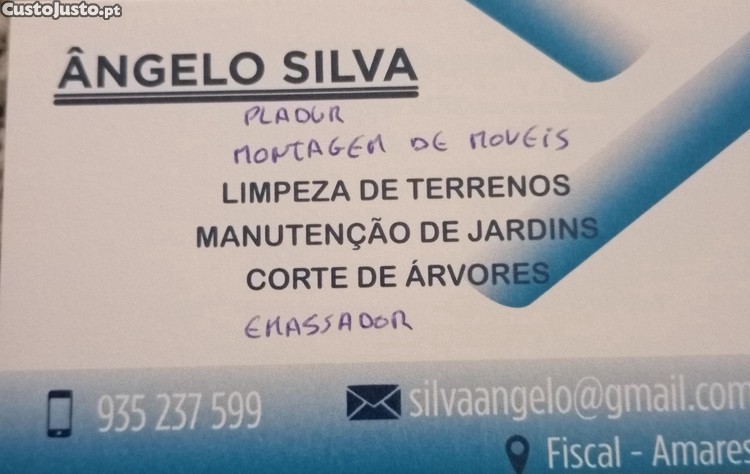 CustoJusto.pt
ÂNGELO SILVA
PLADUR
MONTAGEM DE MOVEIS
LIMPEZA DE TERRENOS
MANUTENÇÃO DE JARDINS
CORTE DE ÁRVORES
EMASSADOR
935 237 599 silvaangelo@gmail.com
Fiscal - Amares